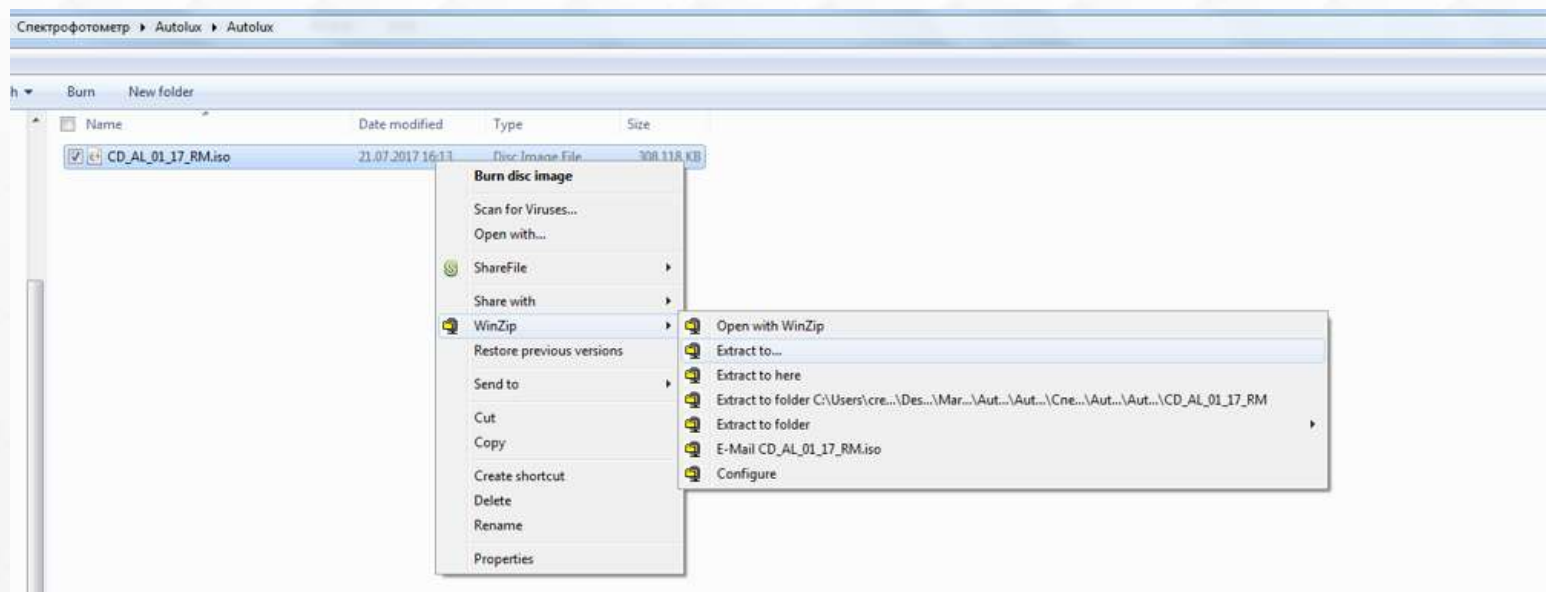 Спектрофотометр ▸ Autolux ▸ Autolux
h ▾ Burn New folder
Name Date modified Type Size
CD_AL_01_17_RM.iso 21.07.2017 16:13 Disc Image File 308.118 KB
Burn disc image
Scan for Viruses...
Open with...
ShareFile
Share with
WinZip
Restore previous versions
Send to
Cut
Copy
Create shortcut
Delete
Rename
Properties
Open with WinZip
Extract to...
Extract to here
Extract to folder C:\Users\cre...\Des...\Mar...\Aut...\Aut...\Спе...\Aut...\Aut...\CD_AL_01_17_RM
Extract to folder
E-Mail CD_AL_01_17_RM.iso
Configure